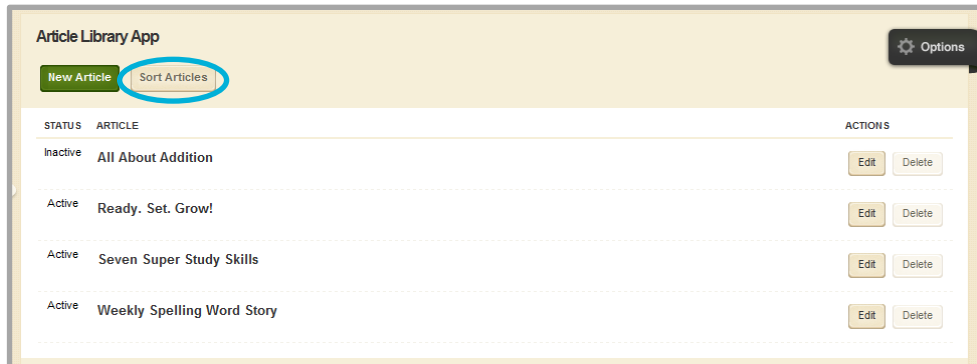 Article Library App
Options
New Article Sort Articles
STATUS ARTICLE ACTIONS
Inactive All About Addition Edit Delete
Active Ready. Set. Grow! Edit Delete
Active Seven Super Study Skills Edit Delete
Active Weekly Spelling Word Story Edit Delete